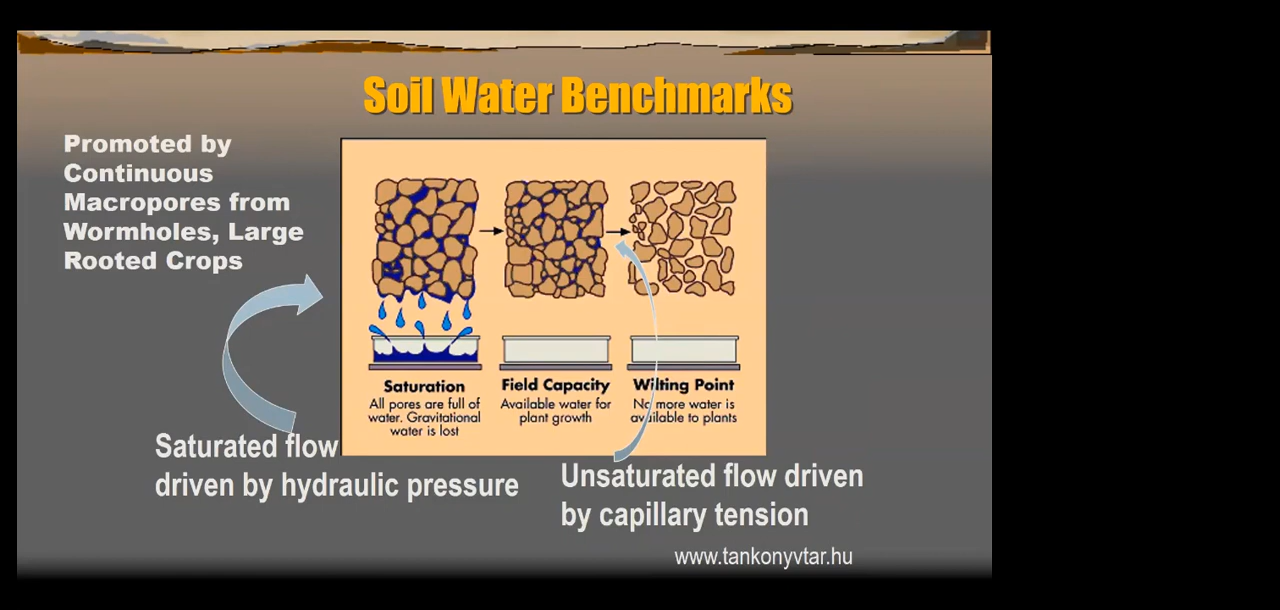 Soil Water Benchmarks
Promoted by
Continuous
Macropores from
Wormholes, Large
Rooted Crops
Saturation
All pores are full of
water. Gravitational
water is lost
Field Capacity
Available water for
plant growth
Wilting Point
No more water is
available to plants
Saturated flow
driven by hydraulic pressure
Unsaturated flow driven
by capillary tension
www.tankonyvtar.hu